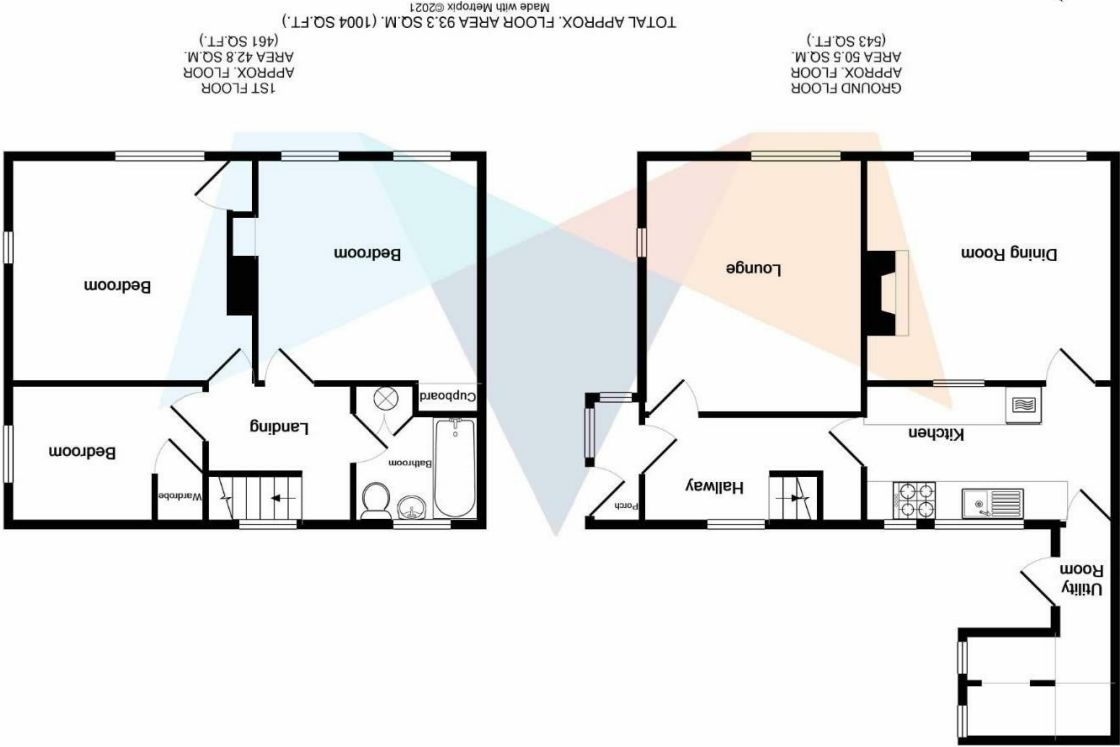 Utility
Room
Kitchen
Hallway
Porch
Dining Room
Lounge
GROUND FLOOR
APPROX. FLOOR
AREA 50.5 SQ.M.
(543 SQ.FT.)
Bathroom
Cupboard
Landing
Wardrobe
Bedroom
Bedroom
Bedroom
1ST FLOOR
APPROX. FLOOR
AREA 42.8 SQ.M.
(461 SQ.FT.)
TOTAL APPROX. FLOOR AREA 93.3 SQ.M. (1004 SQ.FT.)
Made with Metropix ©2021